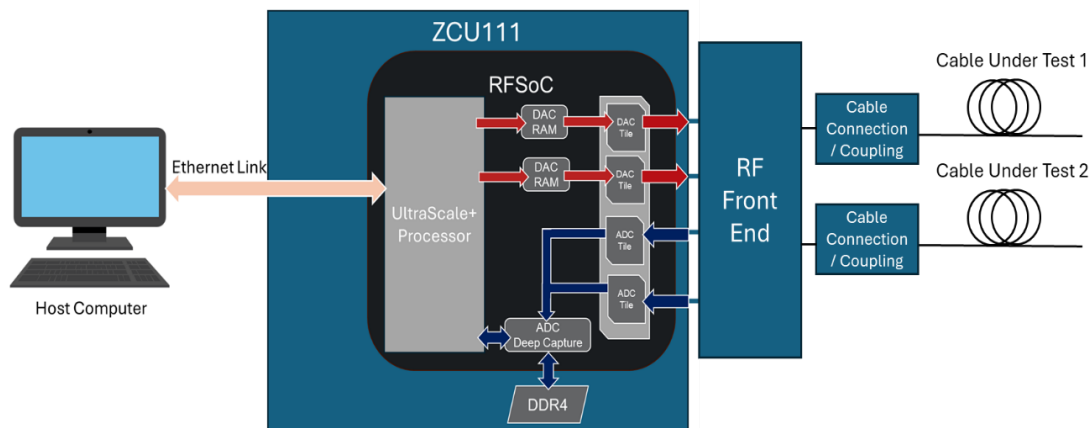 ZCU111
RFSoC
DAC
RAM
DAC
Tile
DAC
RAM
DAC
Tile
Ethernet Link
UltraScale+
Processor
ADC
Tile
ADC
Tile
ADC
Deep Capture
DDR4
Host Computer
RF
Front
End
Cable Under Test 1
Cable
Connection
/ Coupling
Cable Under Test 2
Cable
Connection
/ Coupling